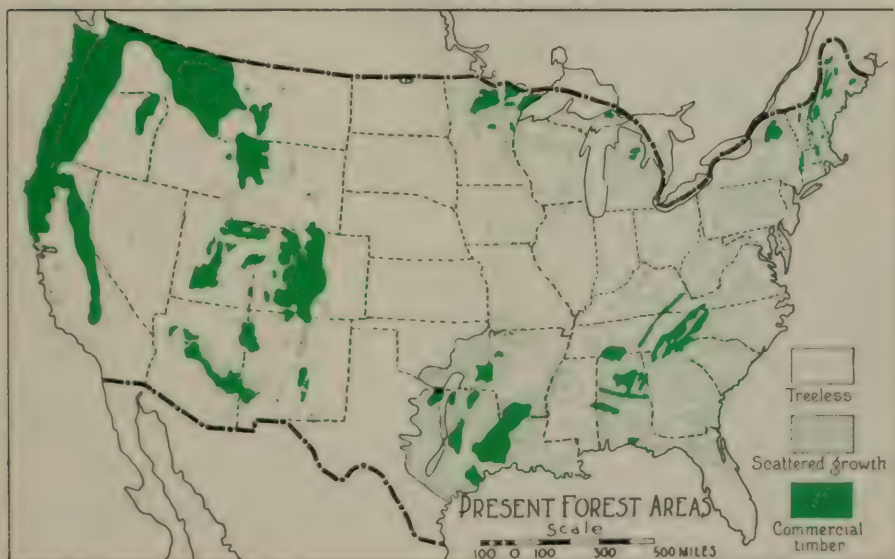 Treeless
Scattered growth
Commercial
timber
PRESENT FOREST AREAS
Scale
100 0 100 300 500 MILES